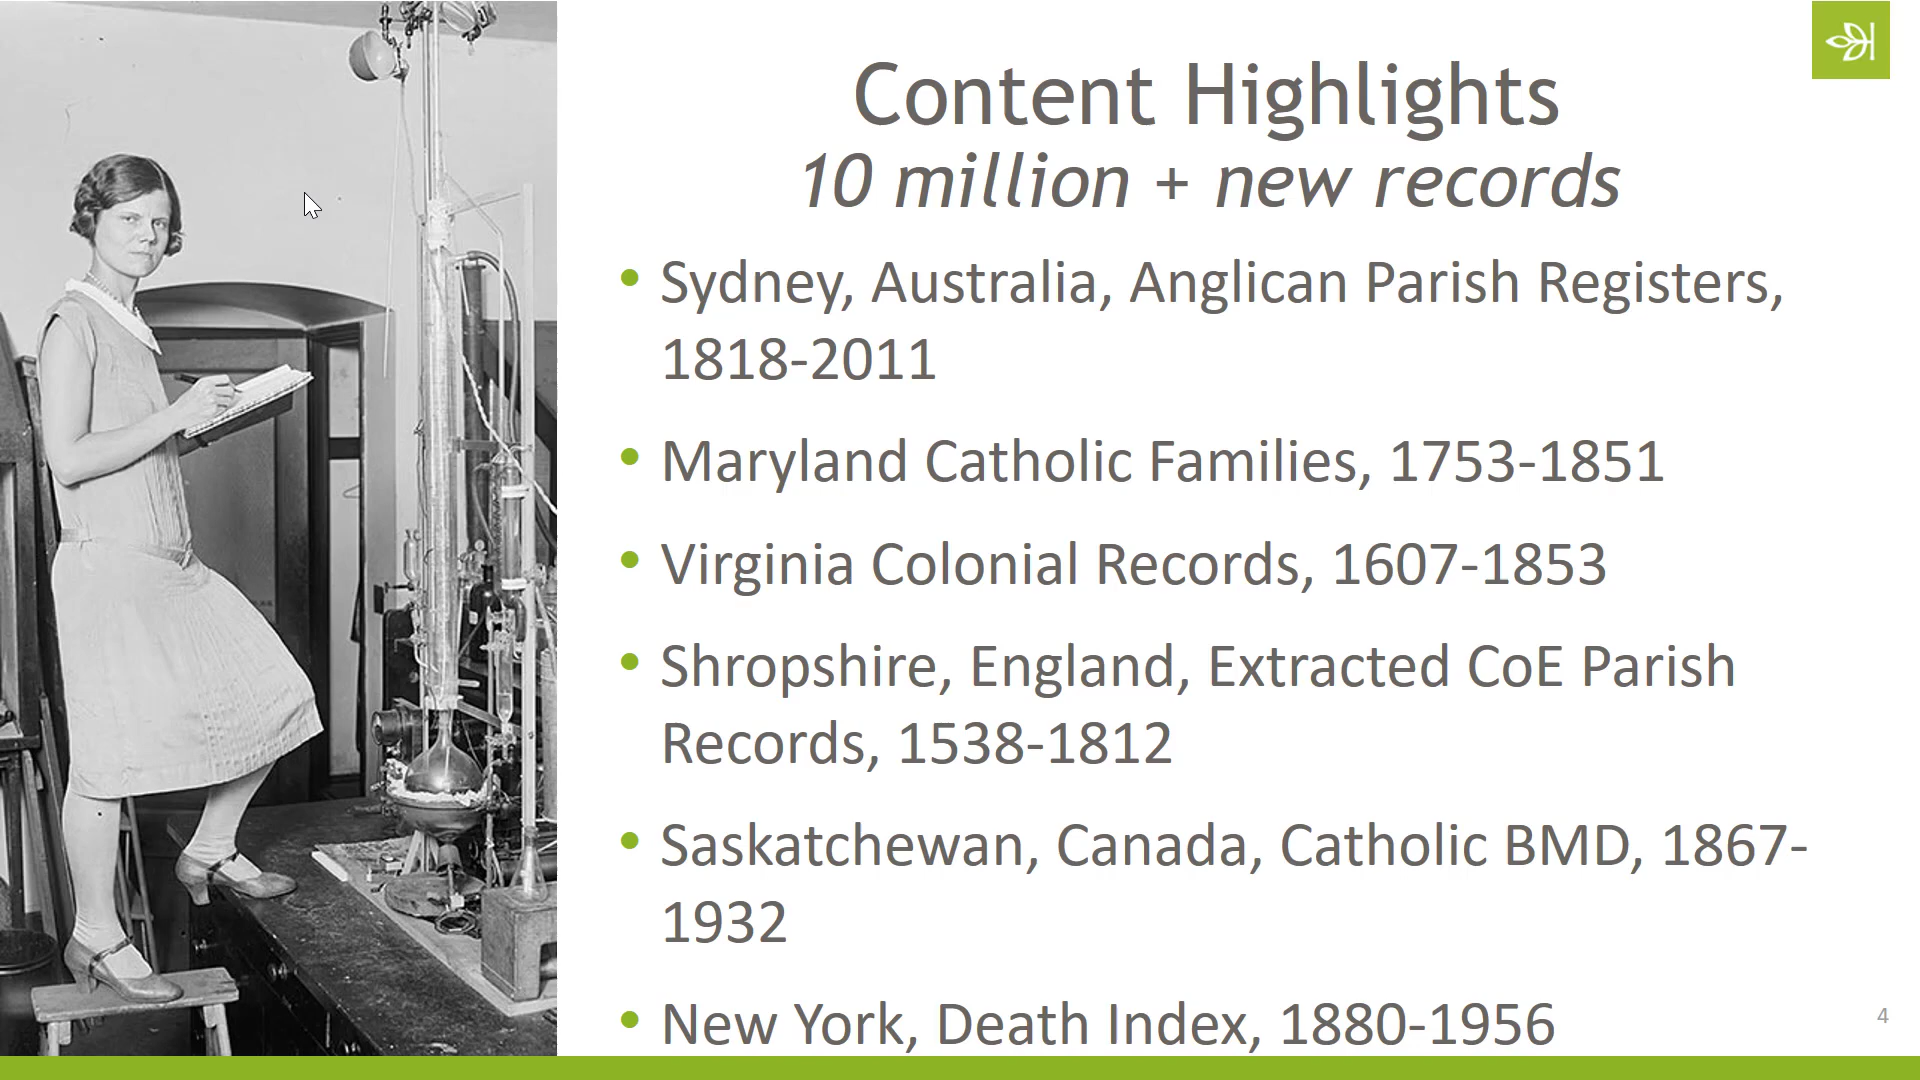 Content Highlights
10 million + new records
• Sydney, Australia, Anglican Parish Registers,
1818-2011
• Maryland Catholic Families, 1753-1851
• Virginia Colonial Records, 1607-1853
• Shropshire, England, Extracted CoE Parish
Records, 1538-1812
• Saskatchewan, Canada, Catholic BMD, 1867-
1932
• New York, Death Index, 1880-1956
4